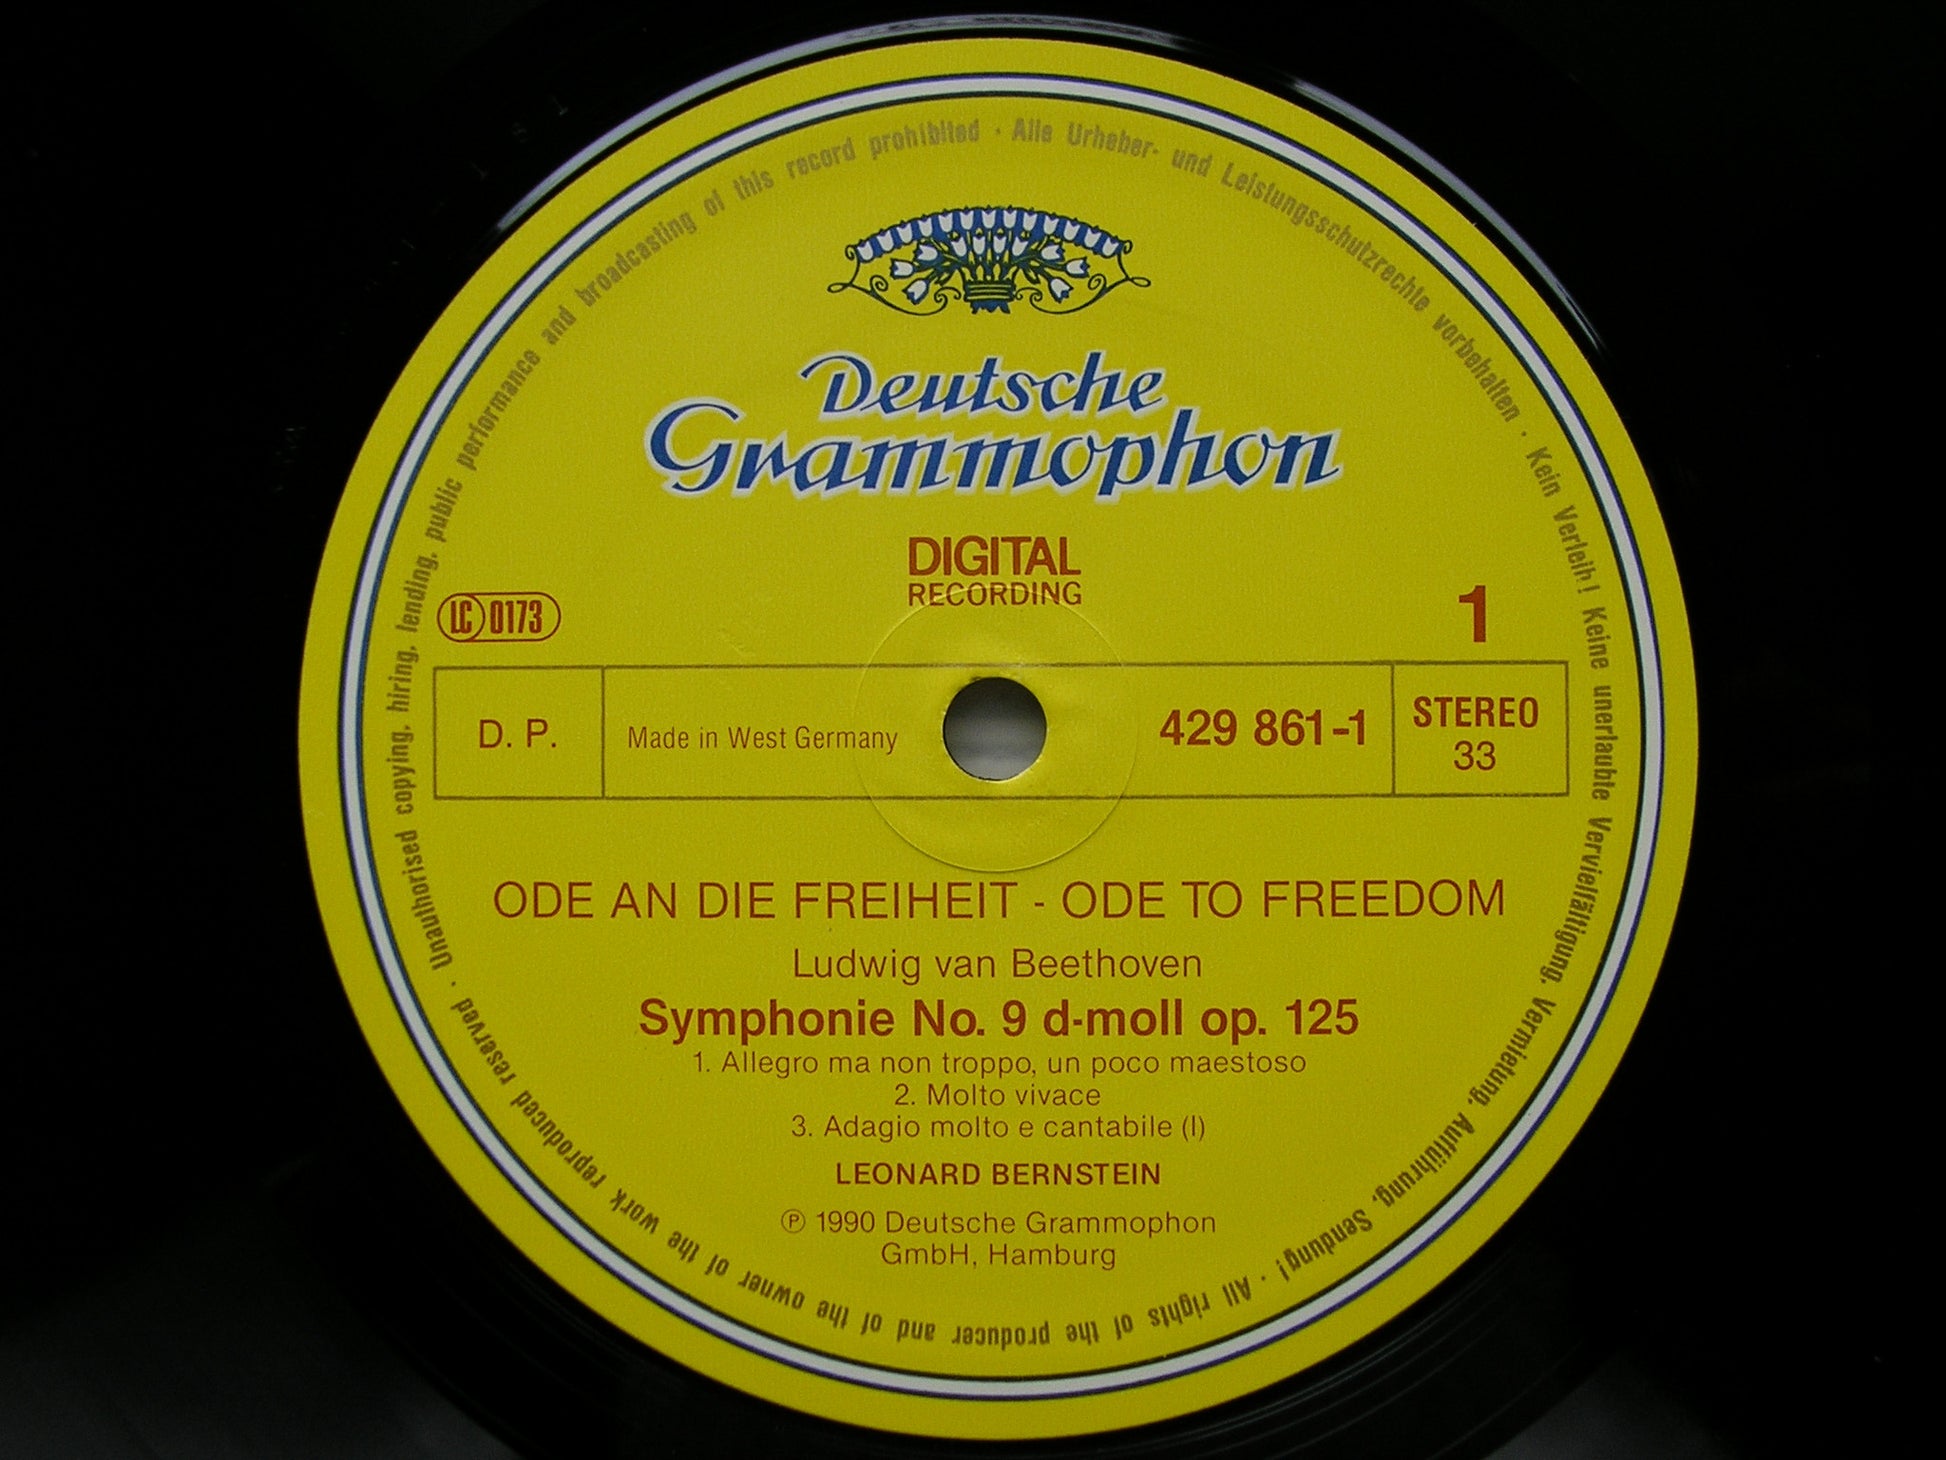 Deutsche
Grammophon
DIGITAL
RECORDING
LC 0173
1
D. P.
Made in West Germany
429 861-1
STEREO
33
ODE AN DIE FREIHEIT - ODE TO FREEDOM
Ludwig van Beethoven
Symphonie No. 9 d-moll op. 125
1. Allegro ma non troppo, un poco maestoso
2. Molto vivace
3. Adagio molto e cantabile (I)
LEONARD BERNSTEIN
℗ 1990 Deutsche Grammophon
GmbH, Hamburg
Alle Urheber- und Leistungsschutzrechte vorbehalten · Kein Verleih! Keine unerlaubte Vervielfältigung, Vermietung, Aufführung, Sendung! · All rights of the producer and of the owner of the work reproduced reserved · Unauthorised copying, hiring, lending, public performance and broadcasting of this record prohibited ·